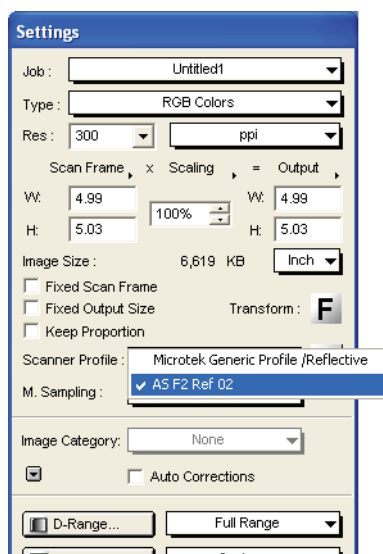 Settings
Job : Untitled1
Type : RGB Colors
Res : 300 ppi
Scan Frame x Scaling = Output
W: 4.99 100% W: 4.99
H: 5.03 H: 5.03
Image Size : 6,619 KB Inch
Fixed Scan Frame
Fixed Output Size Transform : F
Keep Proportion
Scanner Profile : Microtek Generic Profile /Reflective
AS F2 Ref 02
M. Sampling :
Image Category: None
Auto Corrections
D-Range... Full Range